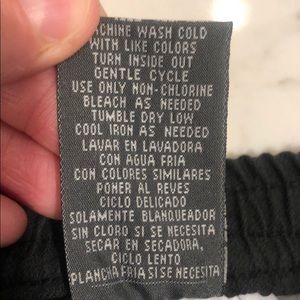 MACHINE WASH COLD
WITH LIKE COLORS
TURN INSIDE OUT
GENTLE CYCLE
USE ONLY NON-CHLORINE
BLEACH AS NEEDED
TUMBLE DRY LOW
COOL IRON AS NEEDED
LAVAR EN LAVADORA
CON AGUA FRIA
CON COLORES SIMILARES
PONER AL REVES
CICLO DELICADO
SOLAMENTE BLANQUEADOR
SIN CLORO SI SE NECESITA
SECAR EN SECADORA,
CICLO LENTO
PLANCHA FRIA SI SE NECESITA